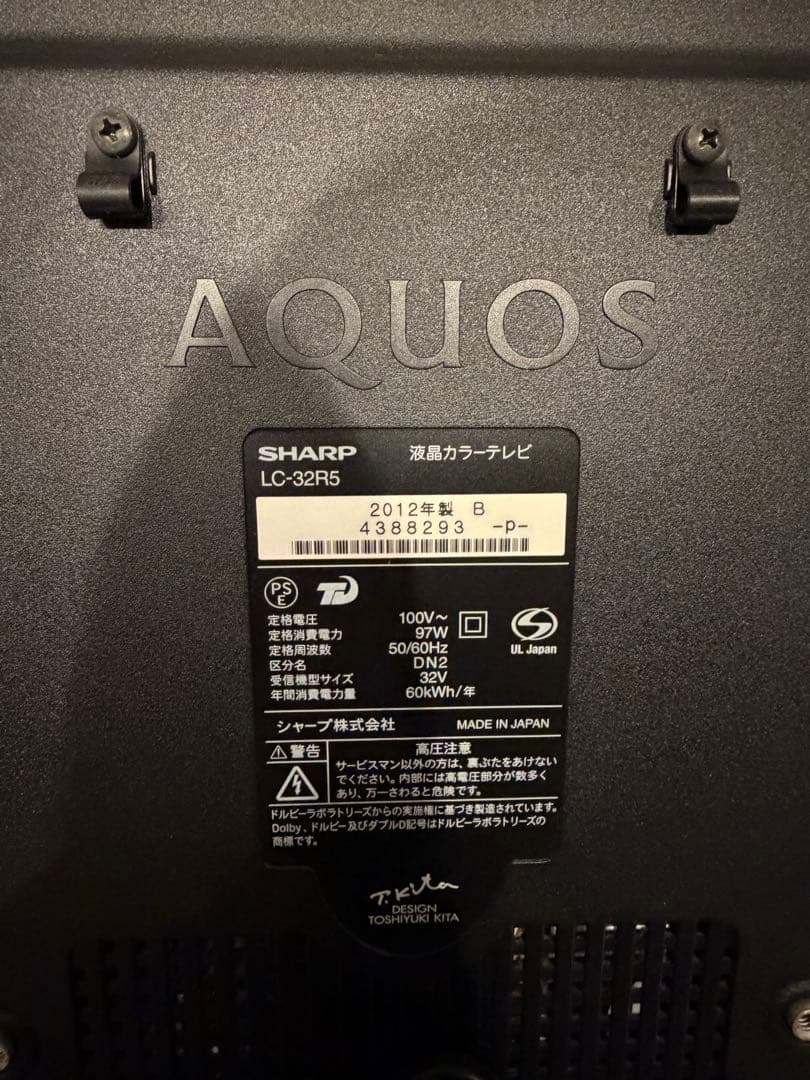 AQUOS
SHARP 液晶カラーテレビ
LC-32R5
2012年製 B
4388293 -p-
PS
E
定格電圧 100V～
定格消費電力 97W
定格周波数 50/60Hz
区分名 DN2
受信機型サイズ 32V
年間消費電力量 60kWh/年
UL Japan
シャープ株式会社 MADE IN JAPAN
警告
高圧注意
サービスマン以外の方は、裏ぶたをあけない
でください。内部には高電圧部分が数多く
あり、万一さわると危険です。
ドルビーラボラトリーズからの実施権に基づき製造されています。
Dolby、ドルビー及びダブルD記号はドルビーラボラトリーズの
商標です。
T.Kita
DESIGN
TOSHIYUKI KITA